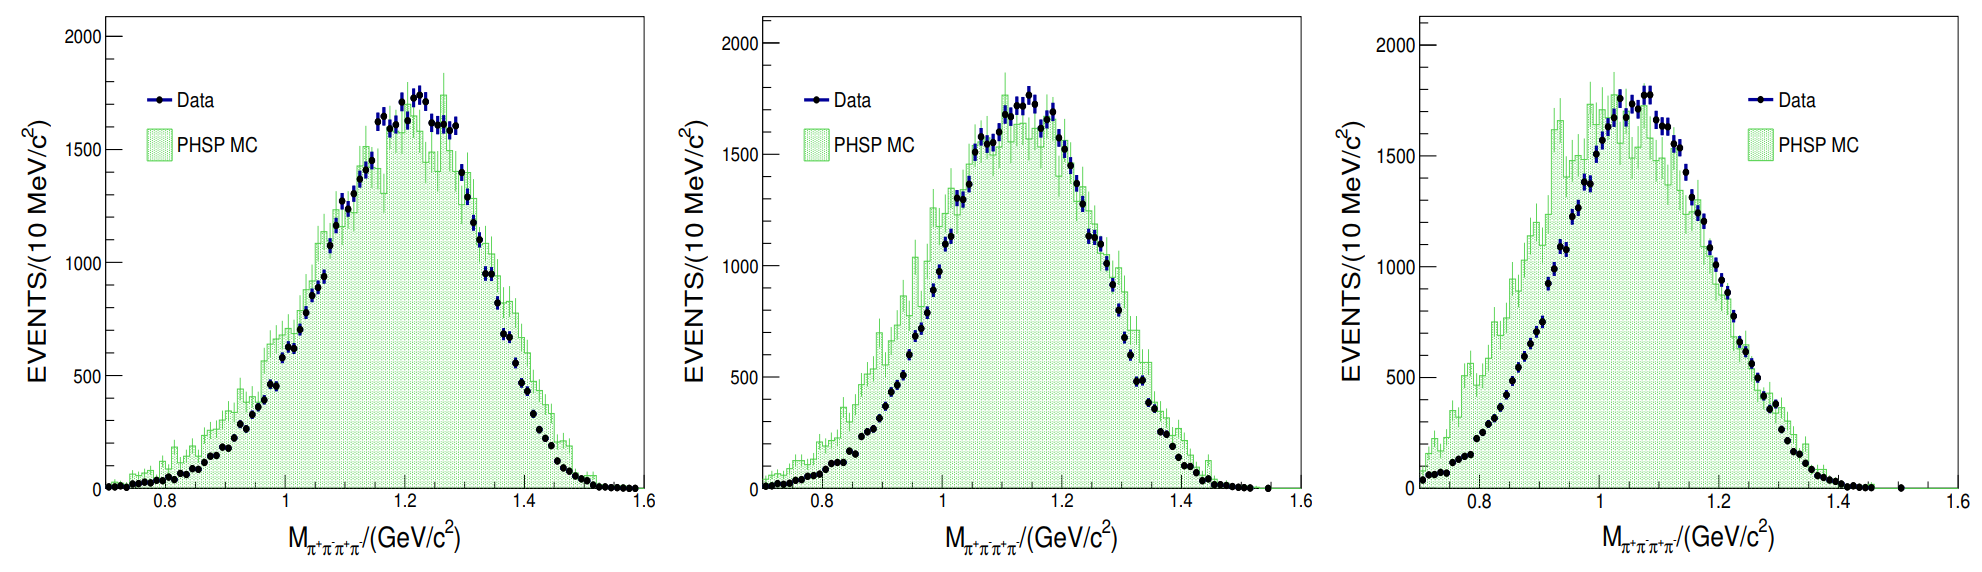 EVENTS/(10 MeV/c²)
2000
1500
1000
500
0
Data
PHSP MC
0.8 1 1.2 1.4 1.6
Mπ⁺π⁻π⁺π⁻/(GeV/c²)
EVENTS/(10 MeV/c²)
2000
1500
1000
500
0
Data
PHSP MC
0.8 1 1.2 1.4 1.6
Mπ⁺π⁻π⁺π⁻/(GeV/c²)
EVENTS/(10 MeV/c²)
2000
1500
1000
500
0
Data
PHSP MC
0.8 1 1.2 1.4 1.6
Mπ⁺π⁻π⁺π⁻/(GeV/c²)